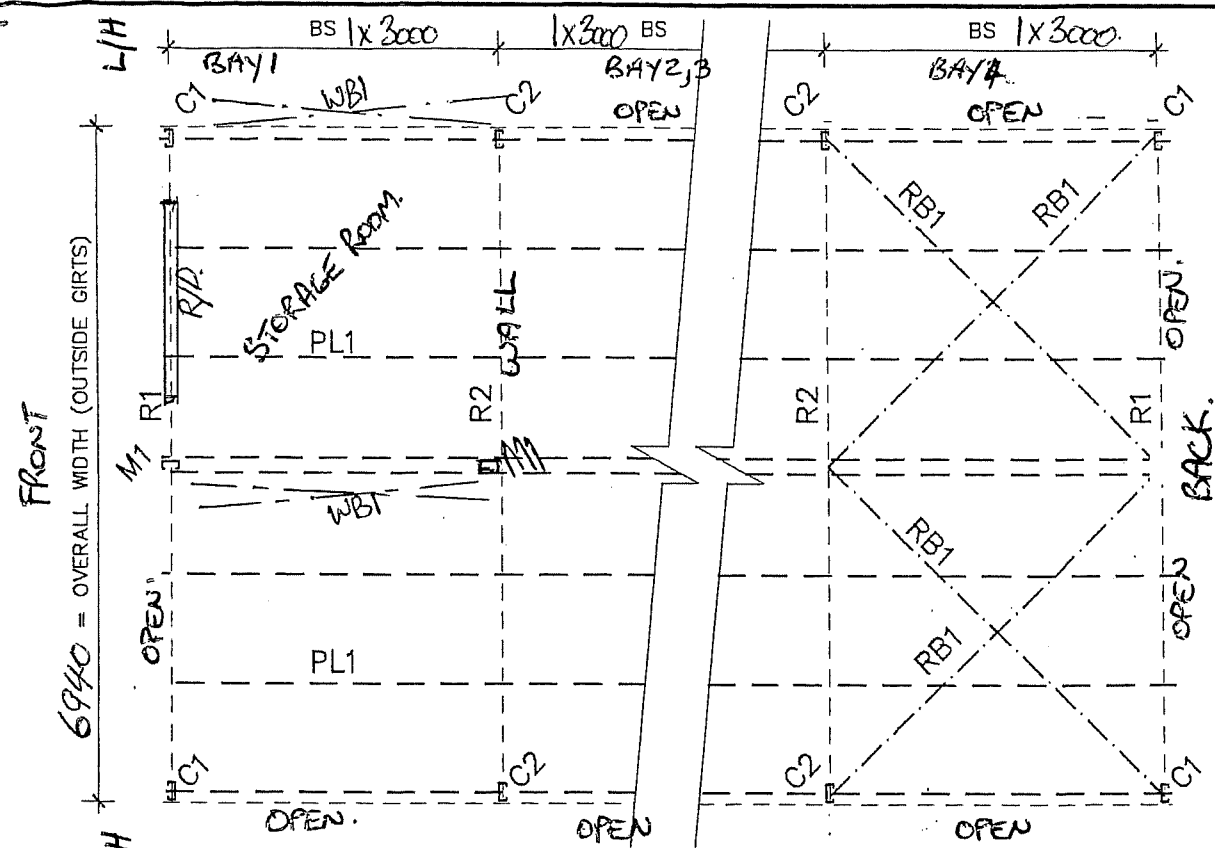 L/H
BS 1x3000
1x3000 BS
BS 1x3000.
BAY1
BAY2,3
BAY4
C1
WB1
C2
OPEN
C2
OPEN
C1
RB1
RB1
STORAGE ROOM.
R/D.
WALL
OPEN.
PL1
R1
R2
R2
R1
FRONT
6940 = OVERALL WIDTH (OUTSIDE GIRTS)
M1
M1
BACK.
WB1
RB1
OPEN
OPEN
PL1
RB1
C1
C2
C2
C1
OPEN.
OPEN
OPEN
H